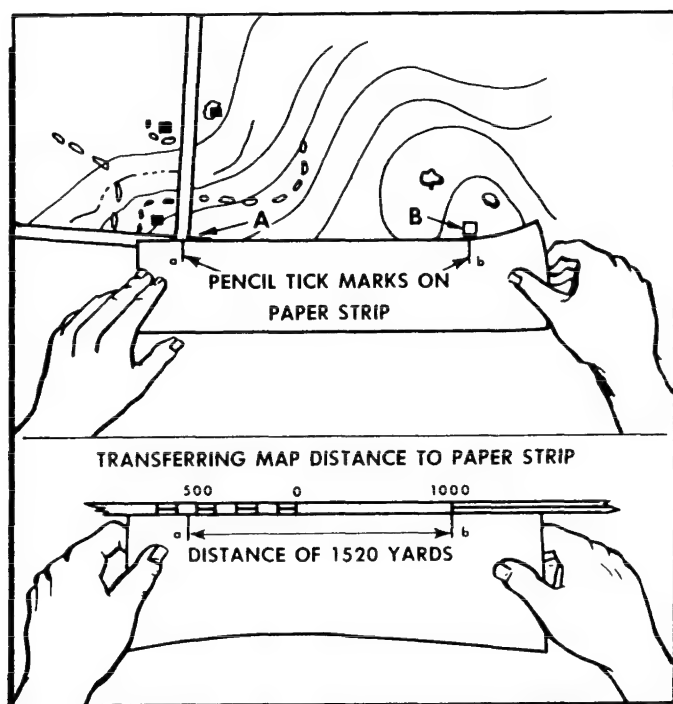 A
B
a
b
PENCIL TICK MARKS ON
PAPER STRIP
TRANSFERRING MAP DISTANCE TO PAPER STRIP
500 0 1000
a
b
DISTANCE OF 1520 YARDS